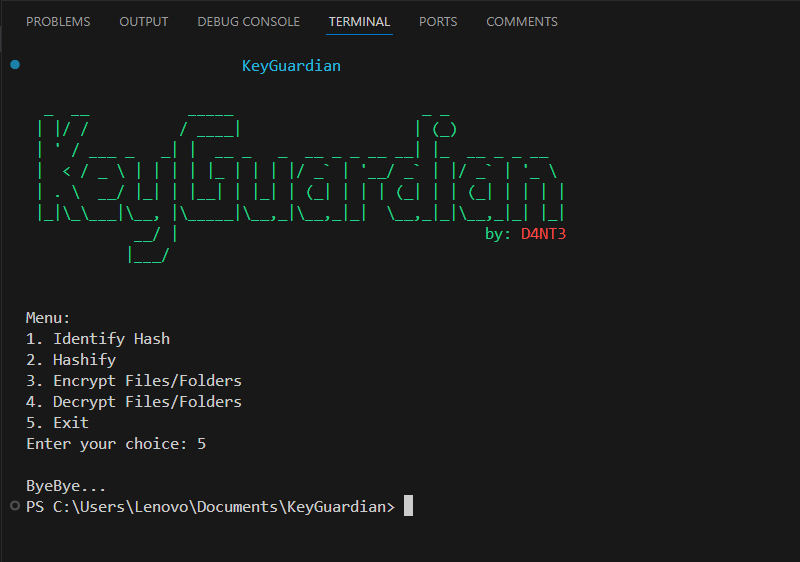 PROBLEMS OUTPUT DEBUG CONSOLE TERMINAL PORTS COMMENTS
KeyGuardian
KeyGuardian
by: D4NT3
Menu:
1. Identify Hash
2. Hashify
3. Encrypt Files/Folders
4. Decrypt Files/Folders
5. Exit
Enter your choice: 5
ByeBye...
PS C:\Users\Lenovo\Documents\KeyGuardian>